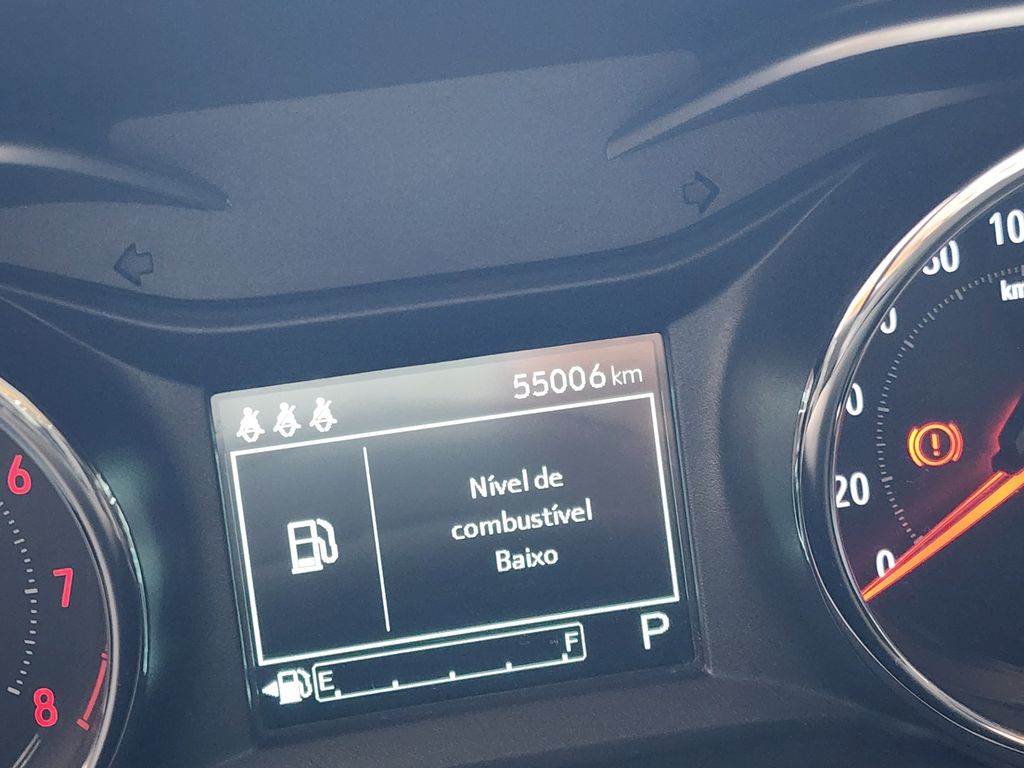 55006 km
Nível de
combustível
Baixo
E F
P
6
7
8
20
0